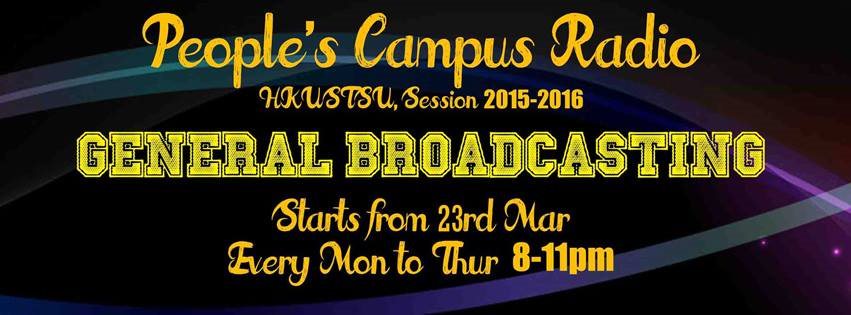 People's Campus Radio
HKUSTSU, Session 2015-2016
GENERAL BROADCASTING
Starts from 23rd Mar
Every Mon to Thur 8-11pm